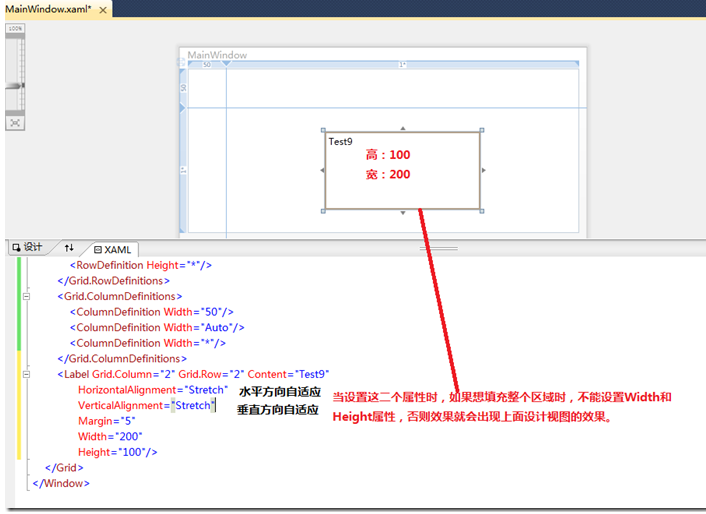 MainWindow.xaml*
MainWindow
50
1*
50
1*
Test9
高：100
宽：200
设计
XAML
<RowDefinition Height="*"/>
</Grid.RowDefinitions>
<Grid.ColumnDefinitions>
<ColumnDefinition Width="50"/>
<ColumnDefinition Width="Auto"/>
<ColumnDefinition Width="*"/>
</Grid.ColumnDefinitions>
<Label Grid.Column="2" Grid.Row="2" Content="Test9"
HorizontalAlignment="Stretch" 水平方向自适应
VerticalAlignment="Stretch" 垂直方向自适应
当设置这二个属性时，如果想填充整个区域时，不能设置Width和
Height属性，否则效果就会出现上面设计视图的效果。
Margin="5"
Width="200"
Height="100"/>
</Grid>
</Window>